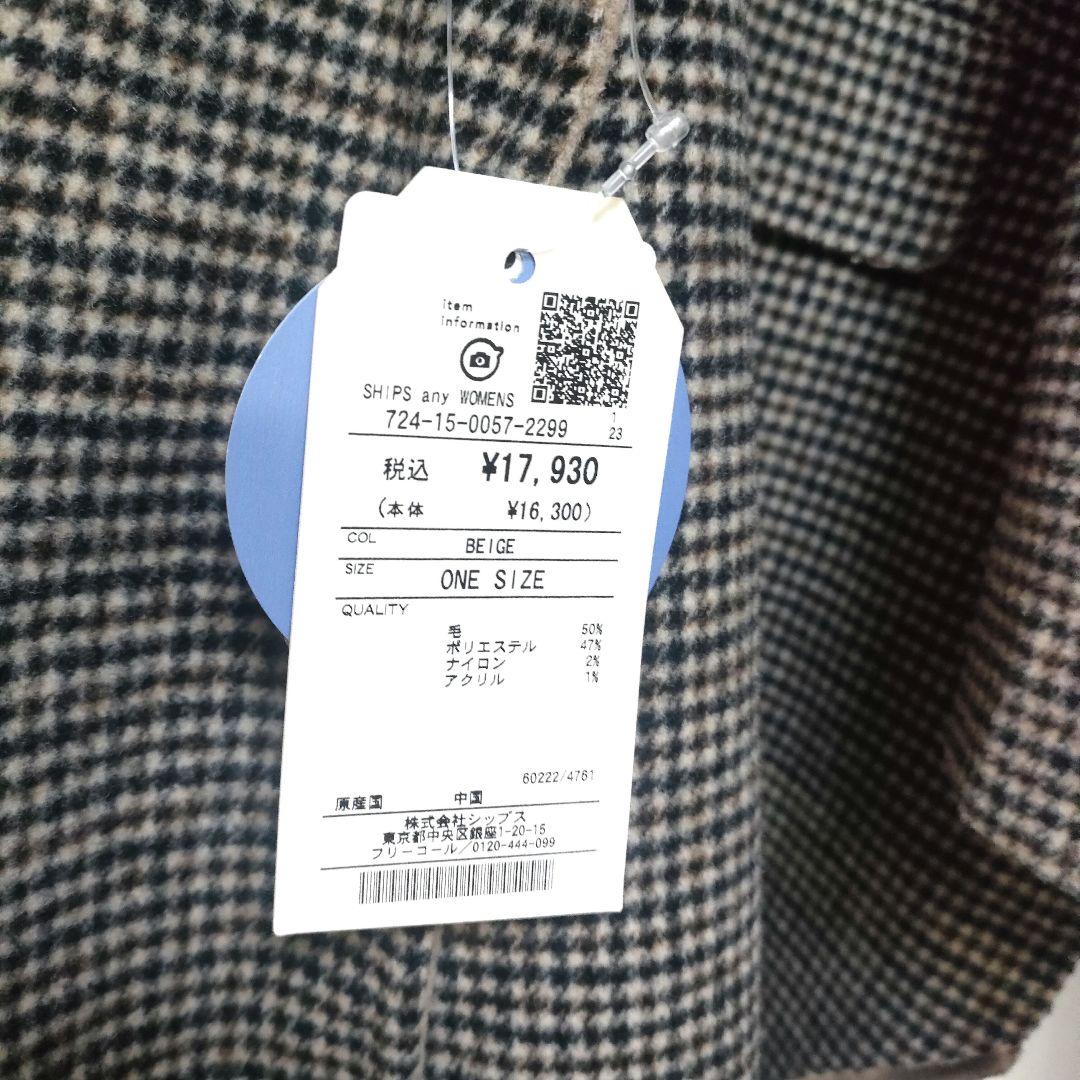 item
information
SHIPS any WOMENS
724-15-0057-2299
1
23
税込 ¥17,930
(本体 ¥16,300)
COL BEIGE
SIZE ONE SIZE
QUALITY
毛 50%
ポリエステル 47%
ナイロン 2%
アクリル 1%
60222/4761
原産国 中国
株式会社シップス
東京都中央区銀座1-20-15
フリーコール/0120-444-099